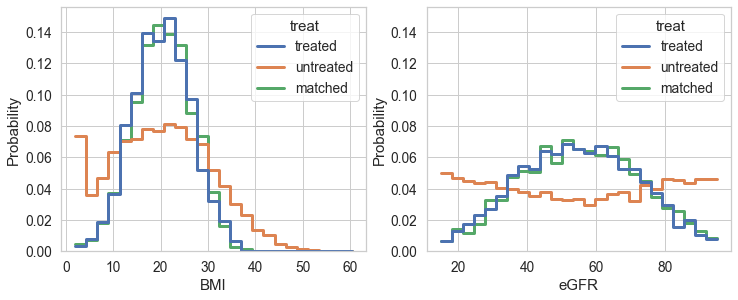 treat
treated
untreated
matched
0.14
0.12
0.10
0.08
0.06
0.04
0.02
0.00
Probability
0 10 20 30 40 50 60
BMI
treat
treated
untreated
matched
0.14
0.12
0.10
0.08
0.06
0.04
0.02
0.00
Probability
20 40 60 80
eGFR